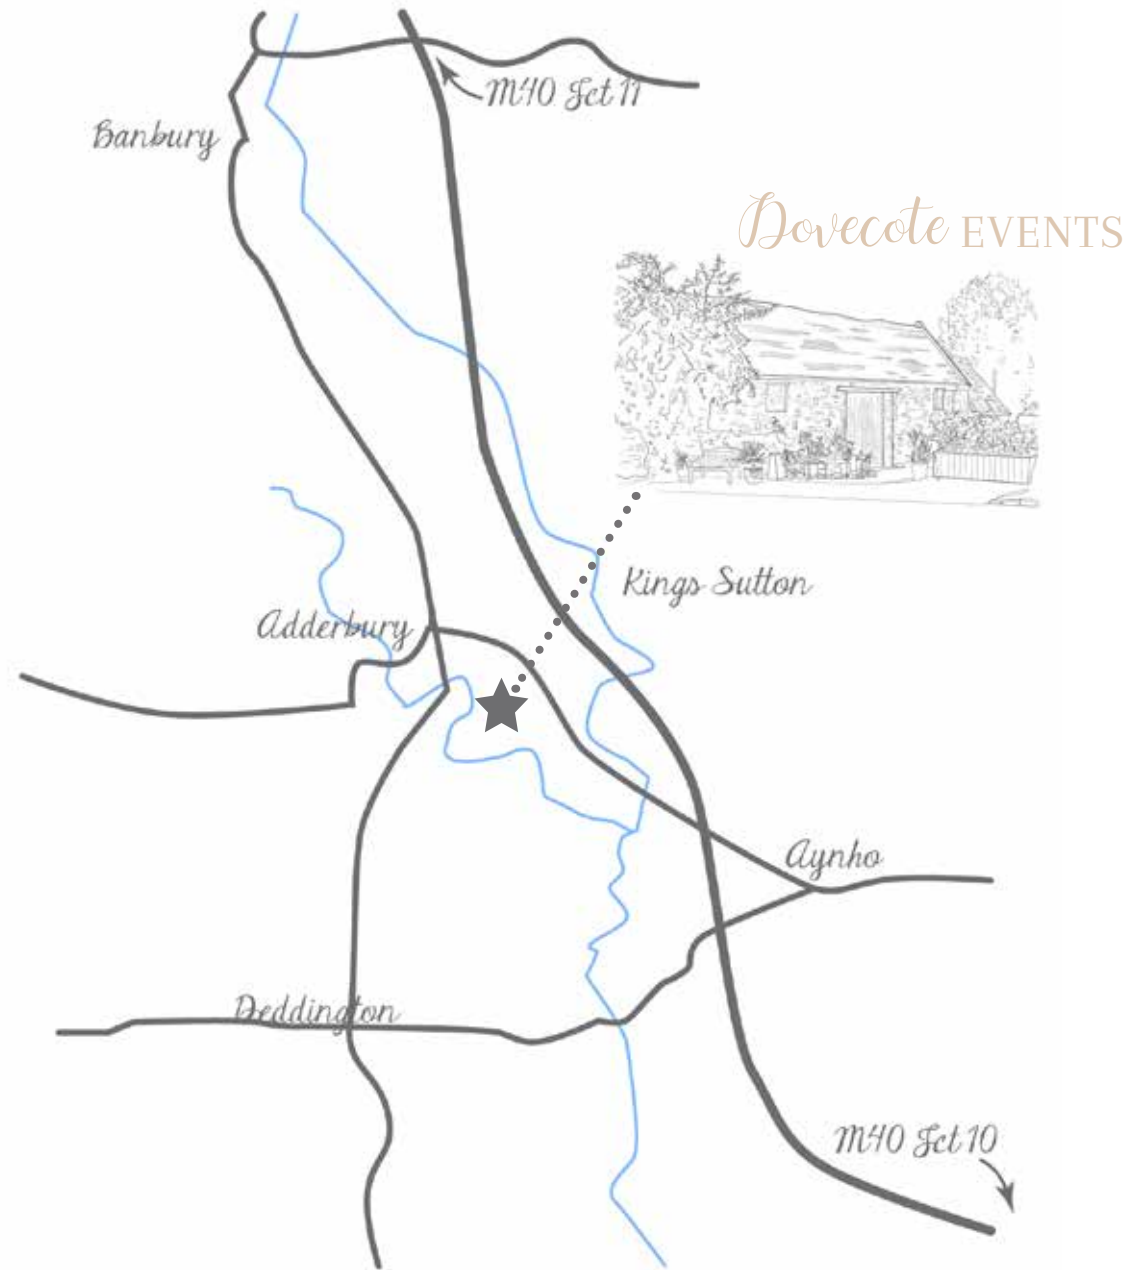 M40 Jct 11
Banbury
Dovecote EVENTS
Kings Sutton
Adderbury
Aynho
Deddington
M40 Jct 10